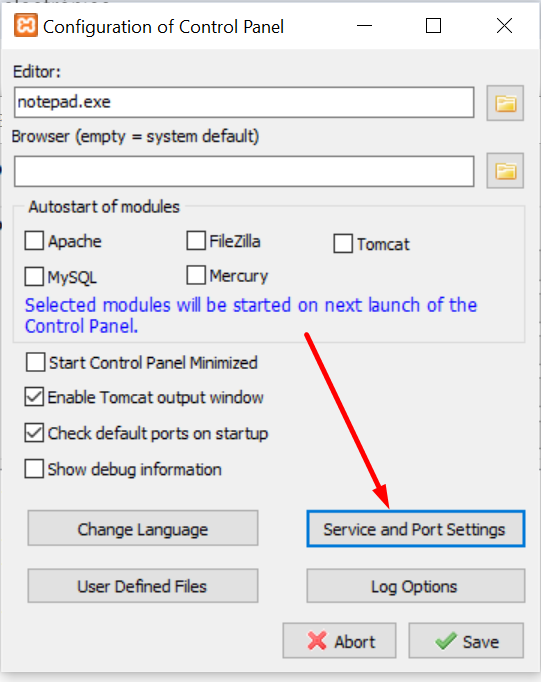 Configuration of Control Panel
Editor:
notepad.exe
Browser (empty = system default)
Autostart of modules
Apache
FileZilla
Tomcat
MySQL
Mercury
Selected modules will be started on next launch of the
Control Panel.
Start Control Panel Minimized
Enable Tomcat output window
Check default ports on startup
Show debug information
Change Language
Service and Port Settings
User Defined Files
Log Options
Abort
Save